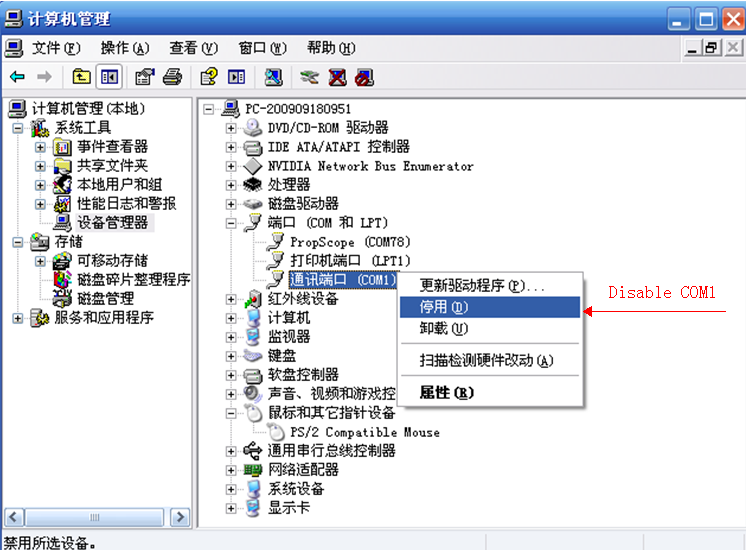 计算机管理
文件(F) 操作(A) 查看(V) 窗口(W) 帮助(H)
计算机管理(本地)
系统工具
事件查看器
共享文件夹
本地用户和组
性能日志和警报
设备管理器
存储
可移动存储
磁盘碎片整理程序
磁盘管理
服务和应用程序
PC-200909180951
DVD/CD-ROM 驱动器
IDE ATA/ATAPI 控制器
NVIDIA Network Bus Enumerator
处理器
磁盘驱动器
端口 (COM 和 LPT)
PropScope (COM78)
打印机端口 (LPT1)
通讯端口 (COM1)
红外线设备
计算机
监视器
键盘
软盘控制器
声音、视频和游戏控
鼠标和其它指针设备
PS/2 Compatible Mouse
通用串行总线控制器
网络适配器
系统设备
显示卡
更新驱动程序(P)...
停用(D)
卸载(U)
扫描检测硬件改动(A)
属性(R)
Disable COM1
禁用所选设备。